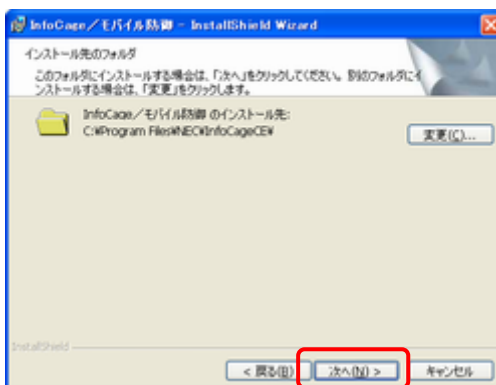 InfoCage/モバイル防御 - InstallShield Wizard
インストール先のフォルダ
このフォルダにインストールする場合は、「次へ」をクリックしてください。別のフォルダにイ
ンストールする場合は、「変更」をクリックします。
InfoCage/モバイル防御 のインストール先:
C:¥Program Files¥NEC¥InfoCageCE¥
変更(C)...
InstallShield
< 戻る(B)
次へ(N) >
キャンセル